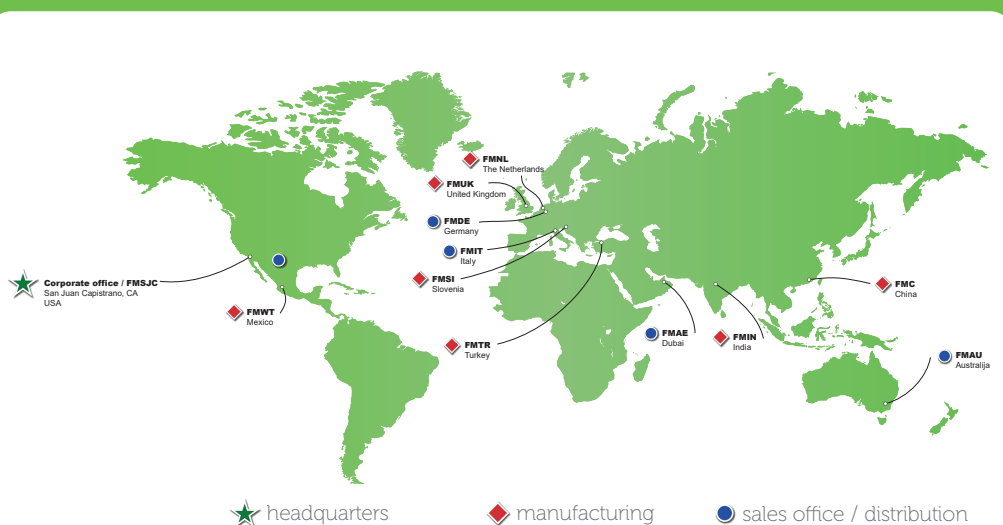 FMNL
The Netherlands
FMUK
United Kingdom
FMDE
Germany
FMIT
Italy
FMSI
Slovenia
Corporate office / FMSJC
San Juan Capistrano, CA
USA
FMWT
Mexico
FMTR
Turkey
FMAE
Dubai
FMIN
India
FMC
China
FMAU
Australija
headquarters
manufacturing
sales office / distribution